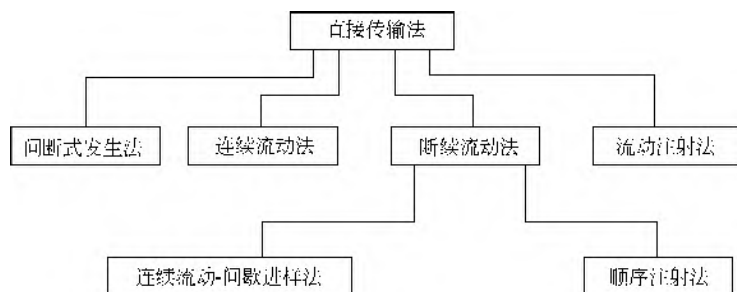 直接传输法
间断式发生法
连续流动法
断续流动法
流动注射法
连续流动-间歇进样法
顺序注射法